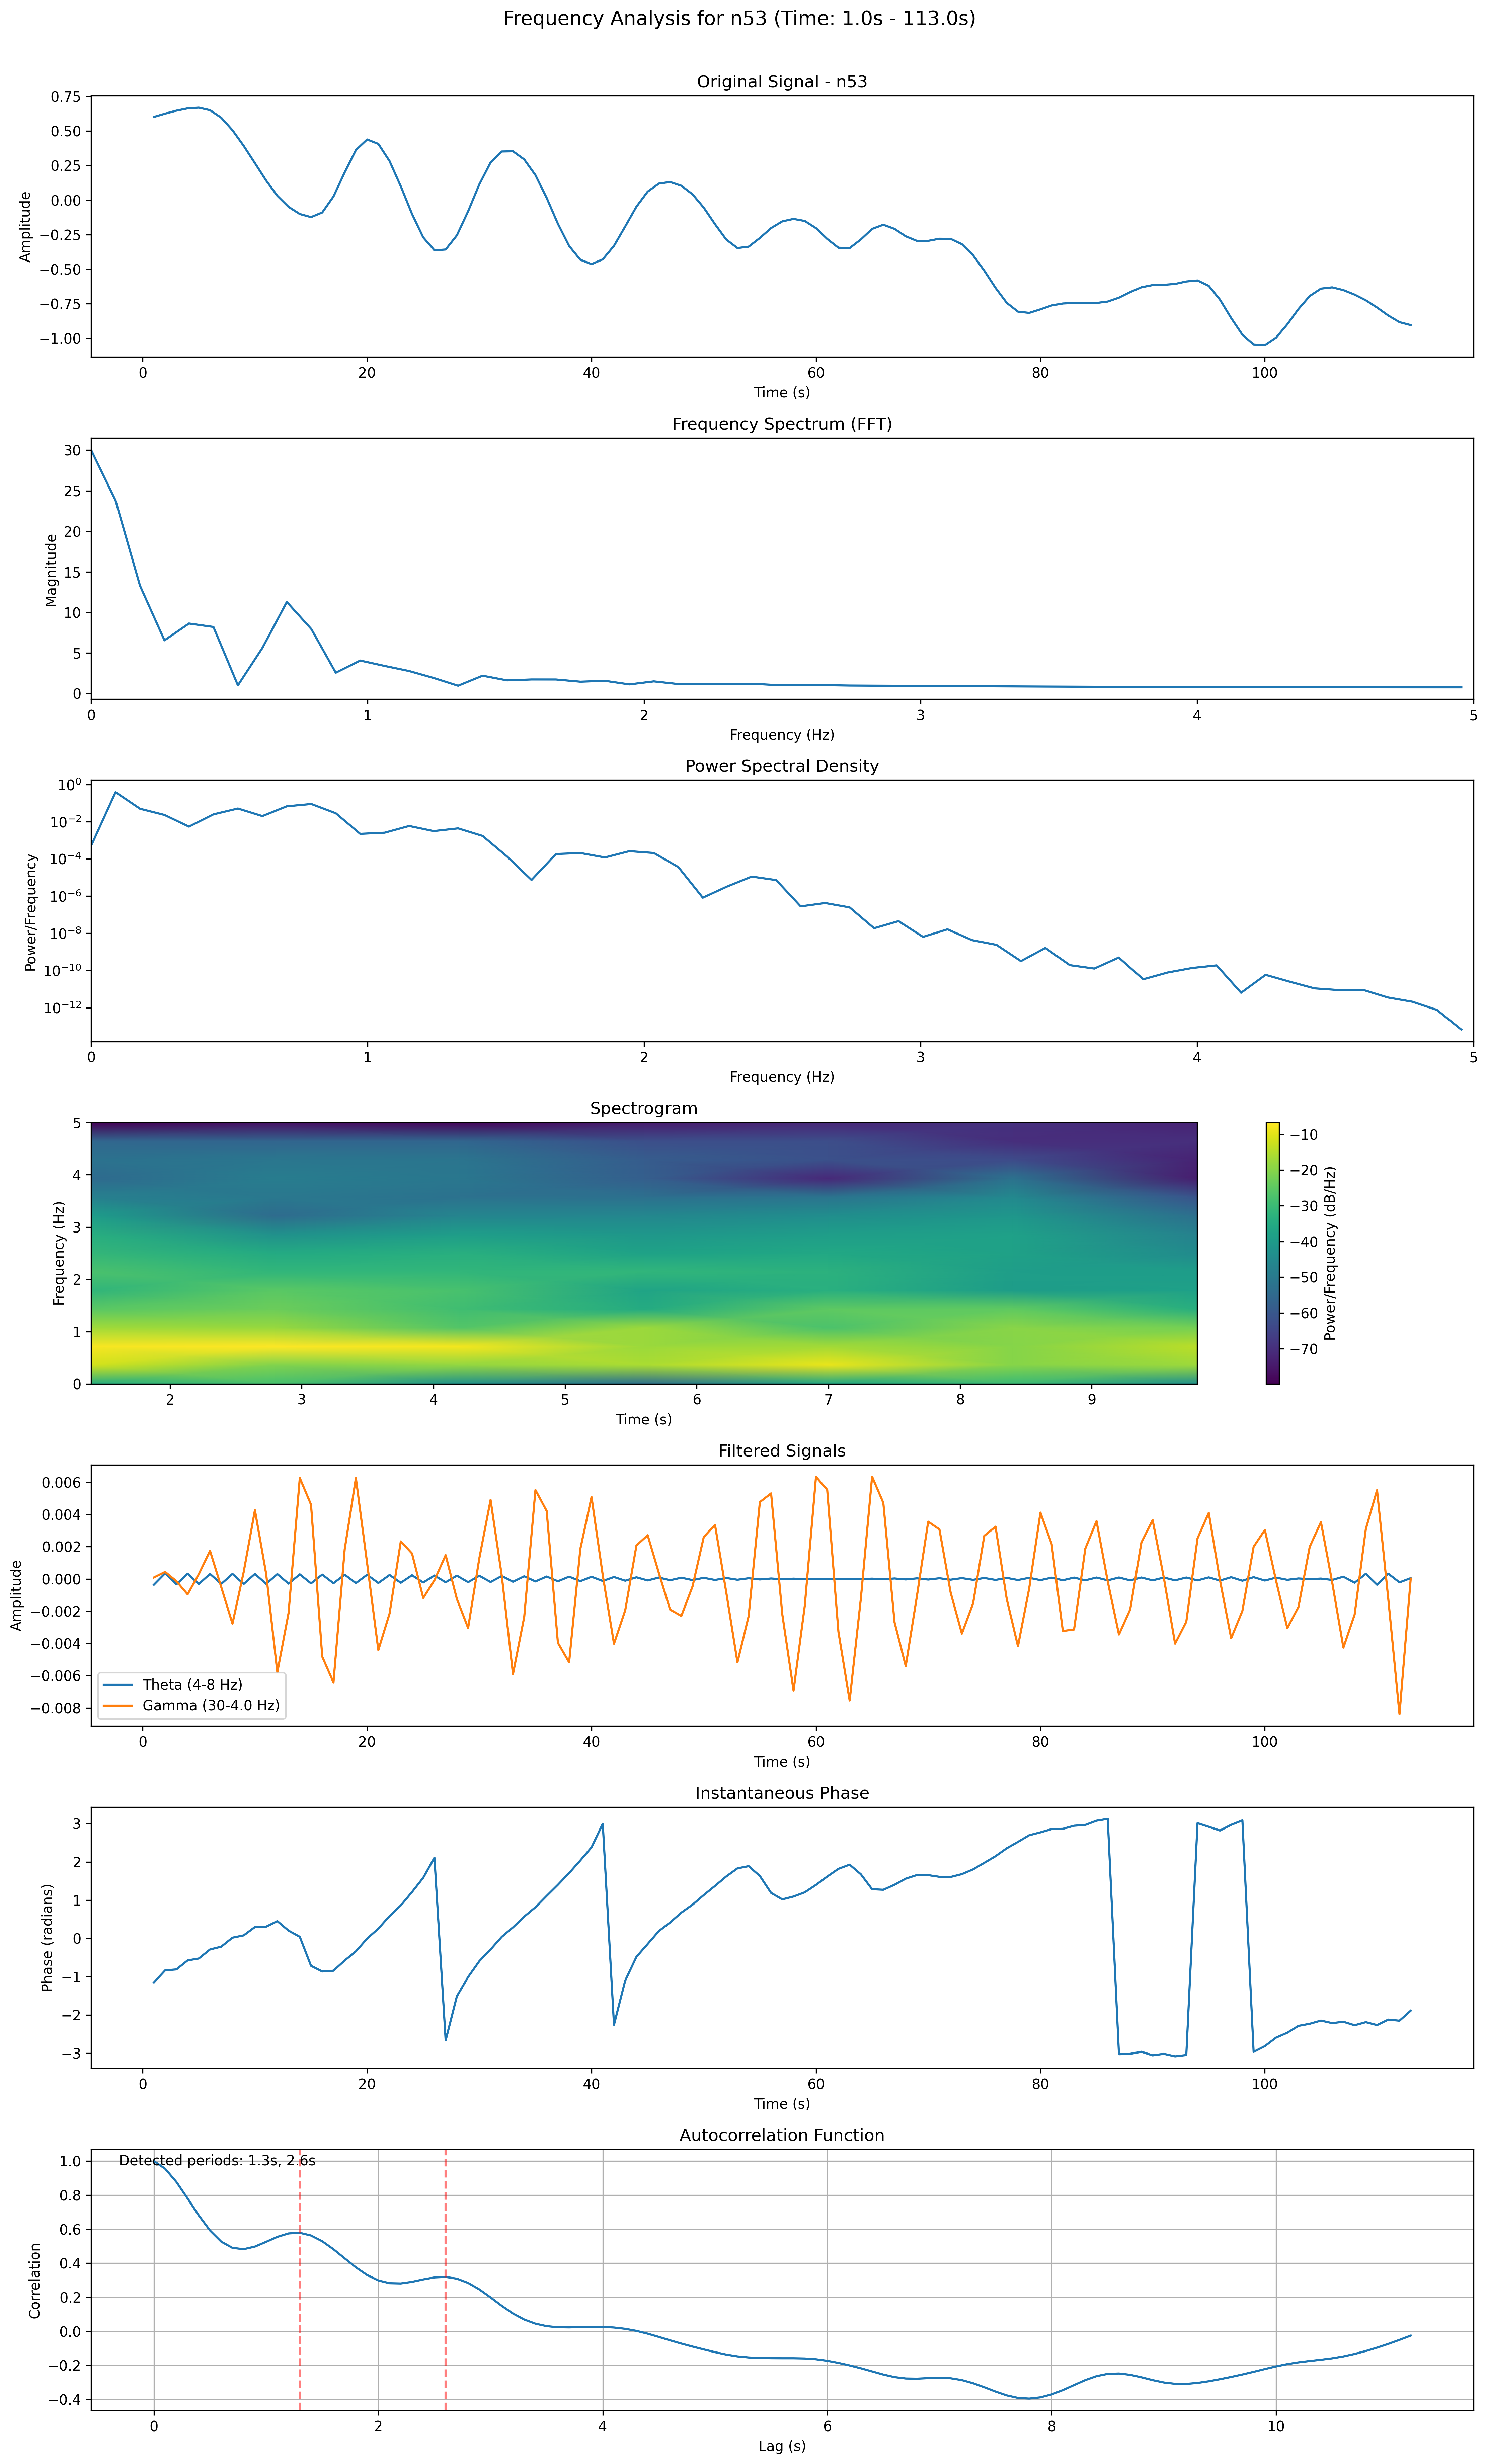 Frequency Analysis for n53 (Time: 1.0s - 113.0s)
Original Signal - n53
Amplitude
0.75
0.50
0.25
0.00
−0.25
−0.50
−0.75
−1.00
0 20 40 60 80 100
Time (s)
Frequency Spectrum (FFT)
Magnitude
30
25
20
15
10
5
0
0 1 2 3 4 5
Frequency (Hz)
Power Spectral Density
Power/Frequency
10⁰
10⁻²
10⁻⁴
10⁻⁶
10⁻⁸
10⁻¹⁰
10⁻¹²
0 1 2 3 4 5
Frequency (Hz)
Spectrogram
Frequency (Hz)
5
4
3
2
1
0
2 3 4 5 6 7 8 9
Time (s)
−10
−20
−30
−40
−50
−60
−70
Power/Frequency (dB/Hz)
Filtered Signals
Amplitude
0.006
0.004
0.002
0.000
−0.002
−0.004
−0.006
−0.008
Theta (4-8 Hz)
Gamma (30-4.0 Hz)
0 20 40 60 80 100
Time (s)
Instantaneous Phase
Phase (radians)
3
2
1
0
−1
−2
−3
0 20 40 60 80 100
Time (s)
Autocorrelation Function
Detected periods: 1.3s, 2.6s
Correlation
1.0
0.8
0.6
0.4
0.2
0.0
−0.2
−0.4
0 2 4 6 8 10
Lag (s)